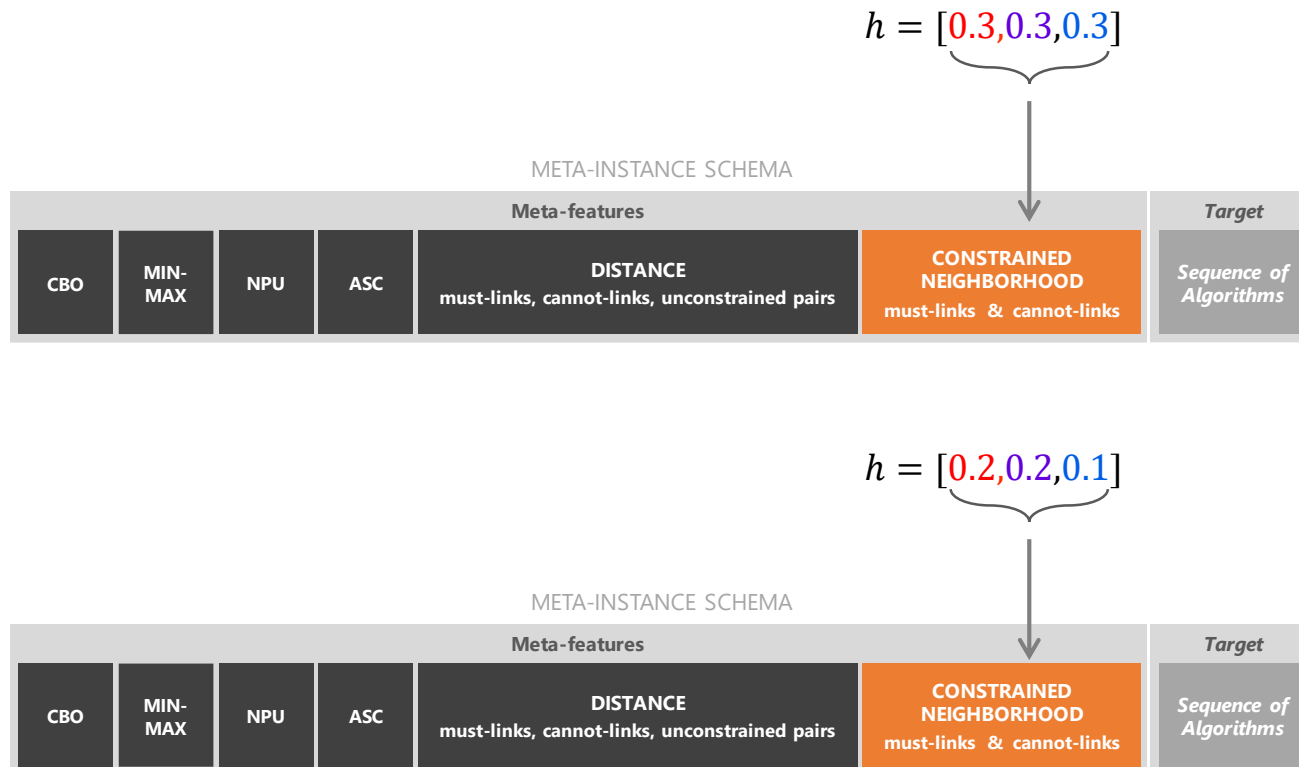 h = [0.3,0.3,0.3]
META-INSTANCE SCHEMA
Meta-features
Target
CBO
MIN-
MAX
NPU
ASC
DISTANCE
must-links, cannot-links, unconstrained pairs
CONSTRAINED
NEIGHBORHOOD
must-links & cannot-links
Sequence of
Algorithms
h = [0.2,0.2,0.1]
META-INSTANCE SCHEMA
Meta-features
Target
CBO
MIN-
MAX
NPU
ASC
DISTANCE
must-links, cannot-links, unconstrained pairs
CONSTRAINED
NEIGHBORHOOD
must-links & cannot-links
Sequence of
Algorithms